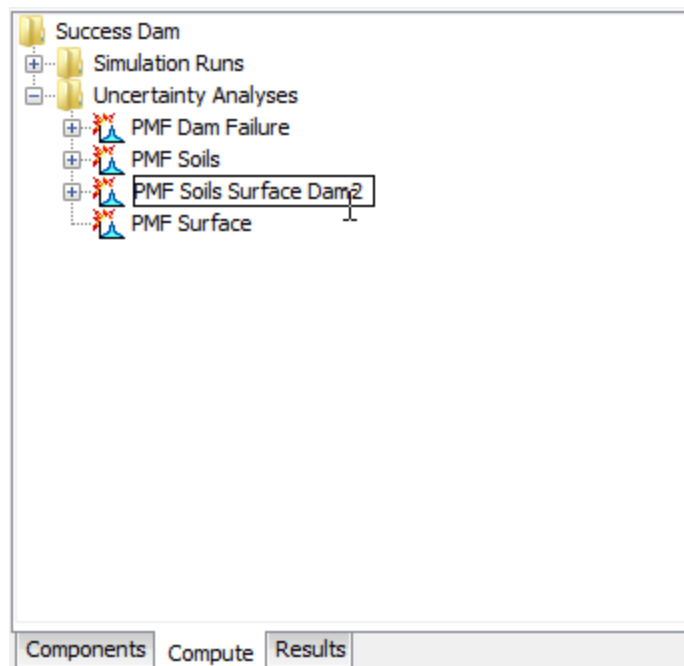 Success Dam
Simulation Runs
Uncertainty Analyses
PMF Dam Failure
PMF Soils
PMF Soils Surface Dam2
PMF Surface
Components Compute Results